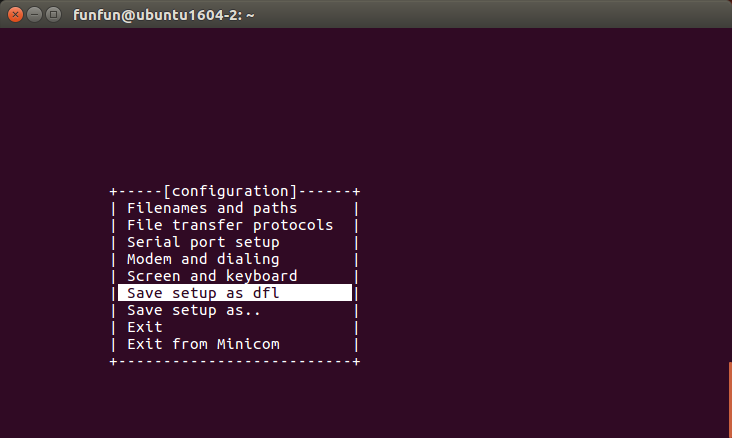 funfun@ubuntu1604-2: ~
+-----[configuration]------+
| Filenames and paths      |
| File transfer protocols  |
| Serial port setup        |
| Modem and dialing        |
| Screen and keyboard      |
| Save setup as dfl        |
| Save setup as..          |
| Exit                     |
| Exit from Minicom        |
+--------------------------+